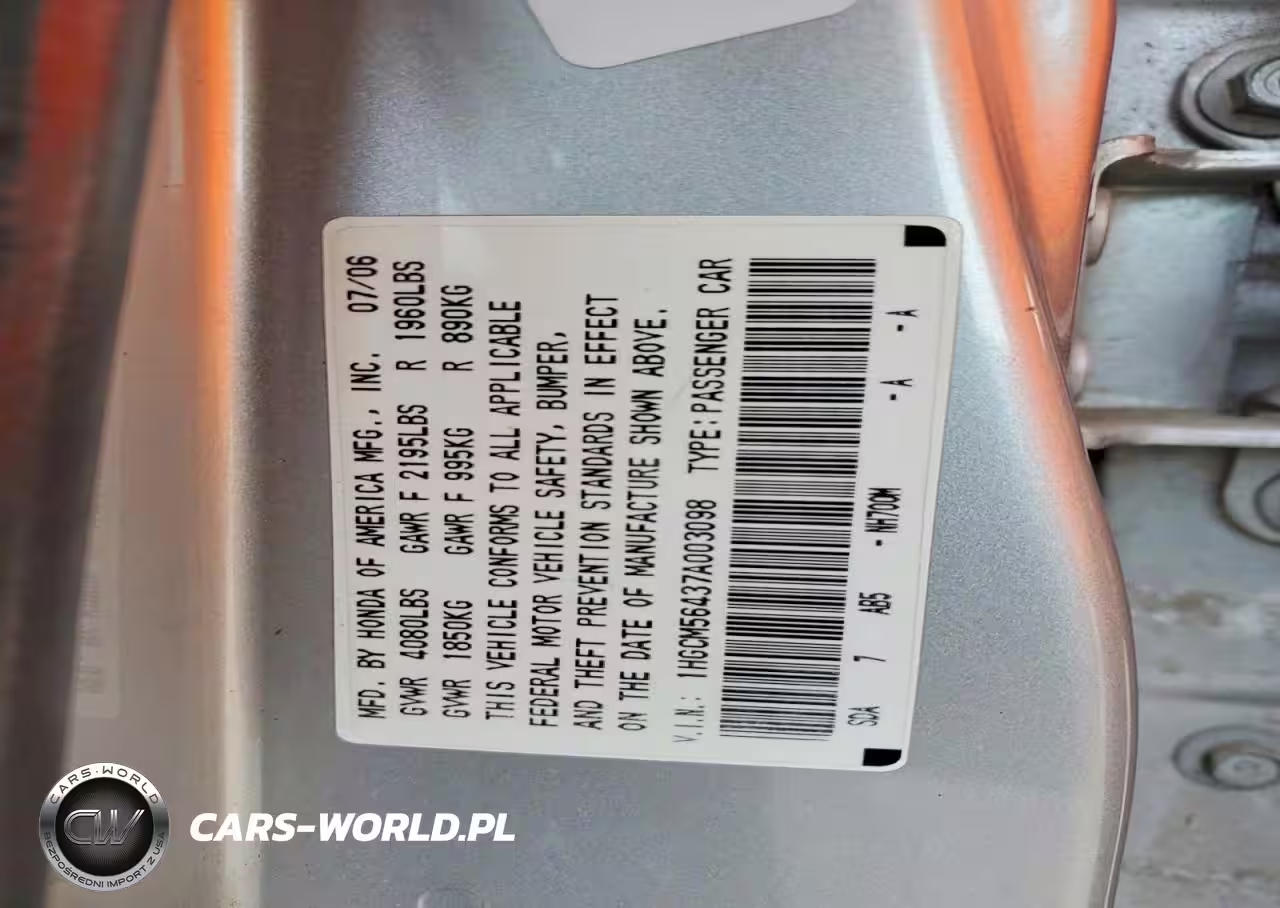 MFD. BY HONDA OF AMERICA MFG., INC. 07/06
GVWR 4080LBS GAWR F 2195LBS R 1960LBS
GVWR 1850KG GAWR F 995KG R 890KG
THIS VEHICLE CONFORMS TO ALL APPLICABLE
FEDERAL MOTOR VEHICLE SAFETY, BUMPER,
AND THEFT PREVENTION STANDARDS IN EFFECT
ON THE DATE OF MANUFACTURE SHOWN ABOVE.
V.I.N.: 1HGCM56437A003098 TYPE:PASSENGER CAR
SDA 7 AB5 - NH700M - A - A
CARS-WORLD
CW
BEZPOŚREDNI IMPORT Z USA
CARS-WORLD.PL